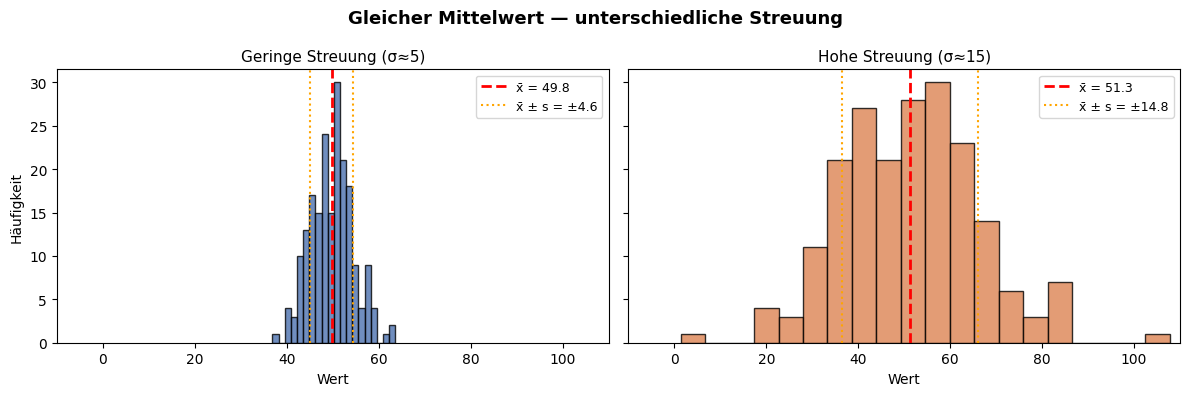 Gleicher Mittelwert — unterschiedliche Streuung
Geringe Streuung (σ≈5)
x̄ = 49.8
x̄ ± s = ±4.6
Häufigkeit
30
25
20
15
10
5
0
0 20 40 60 80 100
Wert
Hohe Streuung (σ≈15)
x̄ = 51.3
x̄ ± s = ±14.8
0 20 40 60 80 100
Wert